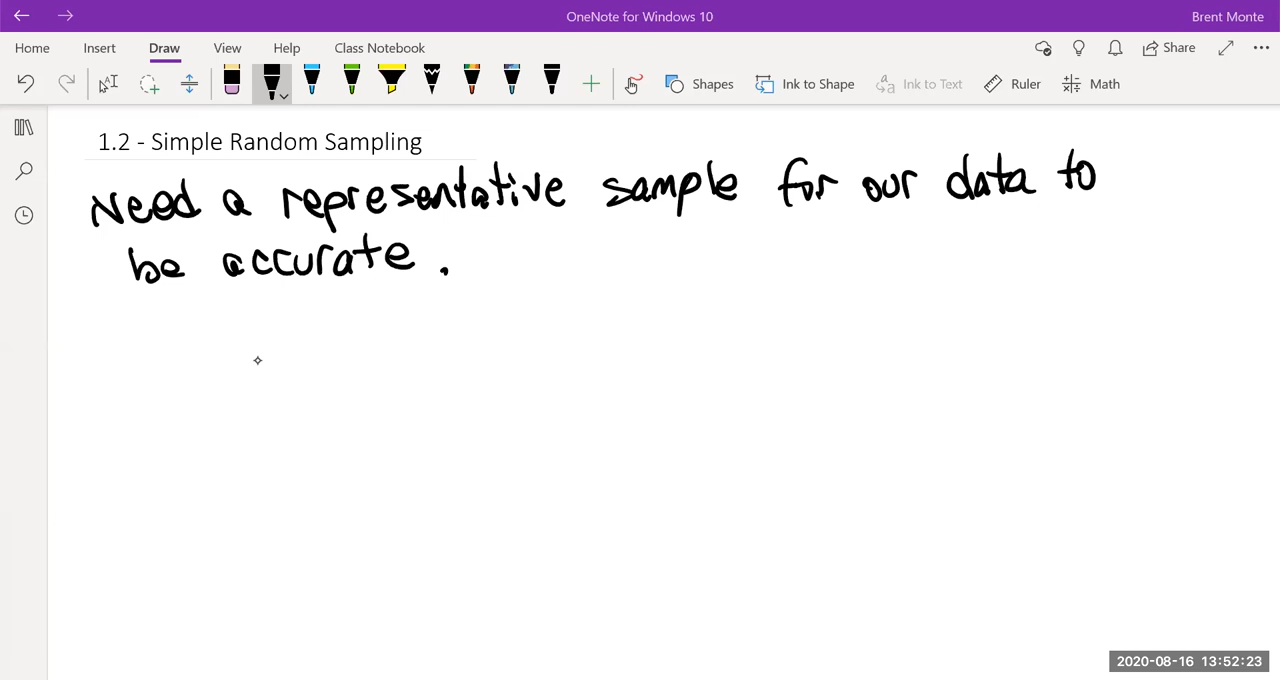 OneNote for Windows 10
Brent Monte
Home Insert Draw View Help Class Notebook
Share
Shapes Ink to Shape Ink to Text Ruler Math
1.2 - Simple Random Sampling
Need a representative sample for our data to
be accurate.
2020-08-16 13:52:23